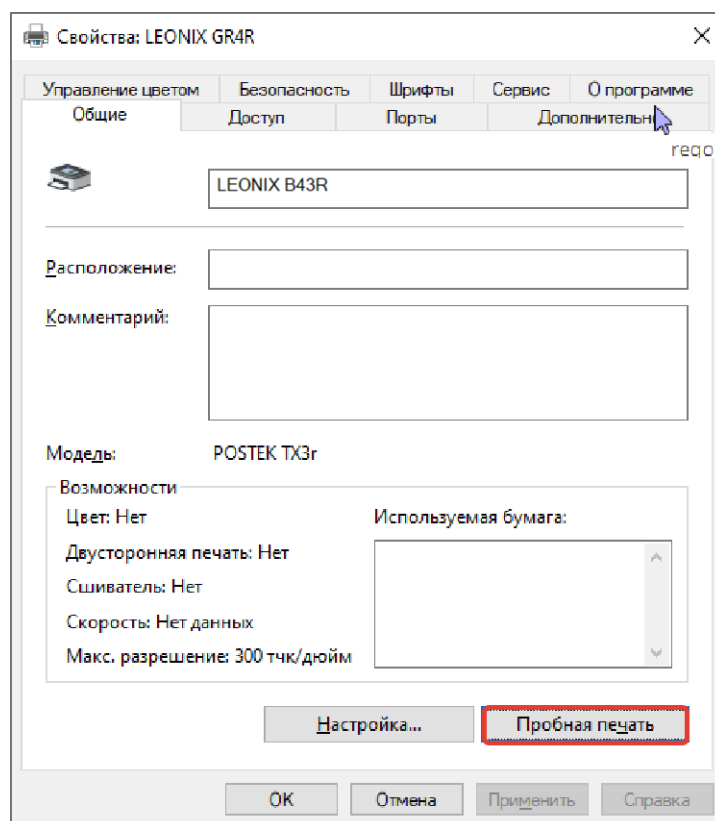 Свойства: LEONIX GR4R
Управление цветом Безопасность Шрифты Сервис О программе
Общие Доступ Порты Дополнительно
reqo
LEONIX B43R
Расположение:
Комментарий:
Модель: POSTEK TX3r
Возможности
Цвет: Нет Используемая бумага:
Двусторонняя печать: Нет
Сшиватель: Нет
Скорость: Нет данных
Макс. разрешение: 300 тчк/дюйм
Настройка... Пробная печать
OK Отмена Применить Справка